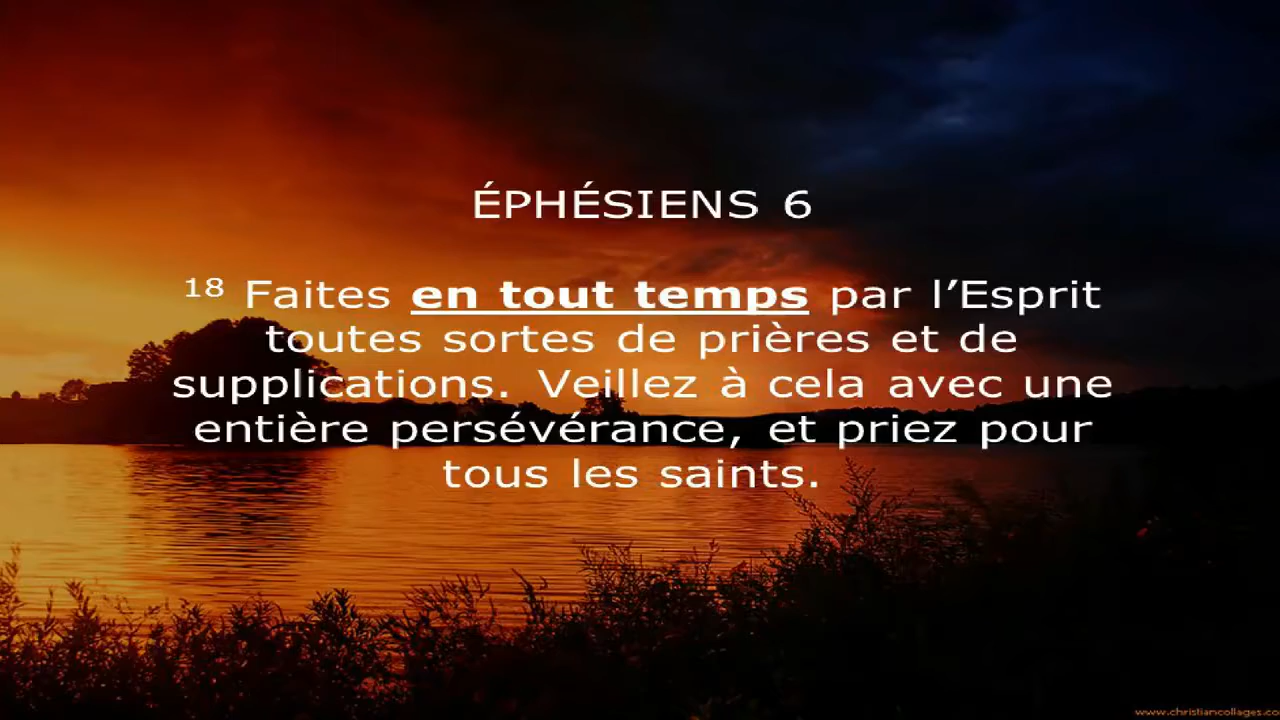 ÉPHÉSIENS 6
18 Faites en tout temps par l’Esprit
toutes sortes de prières et de
supplications. Veillez à cela avec une
entière persévérance, et priez pour
tous les saints.
www.christiancollages.co